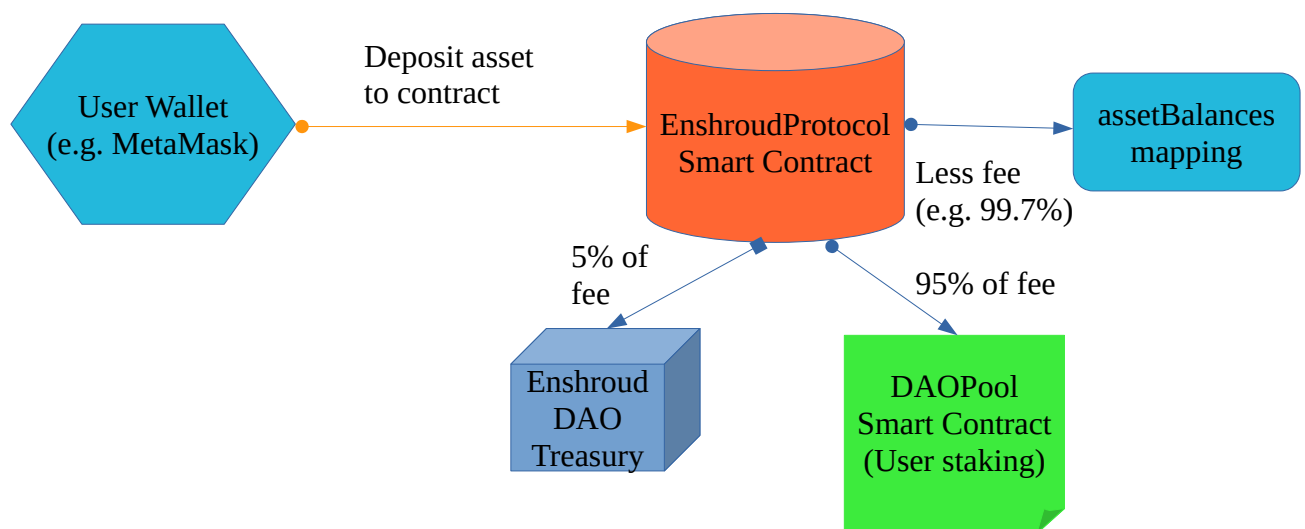 User Wallet
(e.g. MetaMask)
Deposit asset
to contract
EnshroudProtocol
Smart Contract
assetBalances
mapping
Less fee
(e.g. 99.7%)
5% of
fee
95% of fee
Enshroud
DAO
Treasury
DAOPool
Smart Contract
(User staking)